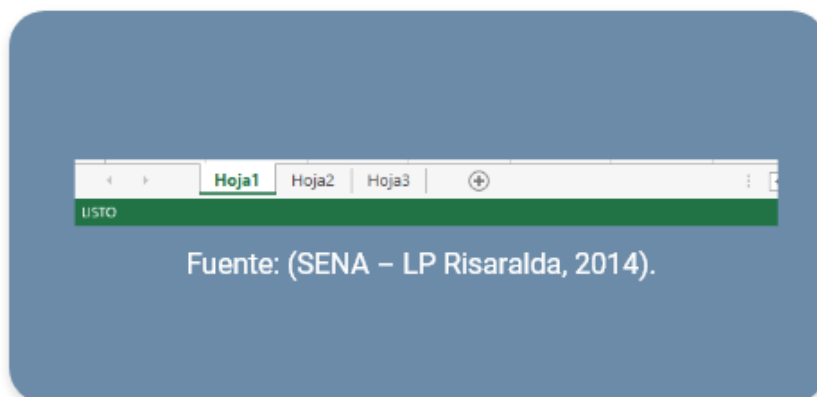 Hoja1 Hoja2 Hoja3
LISTO
Fuente: (SENA – LP Risaralda, 2014).